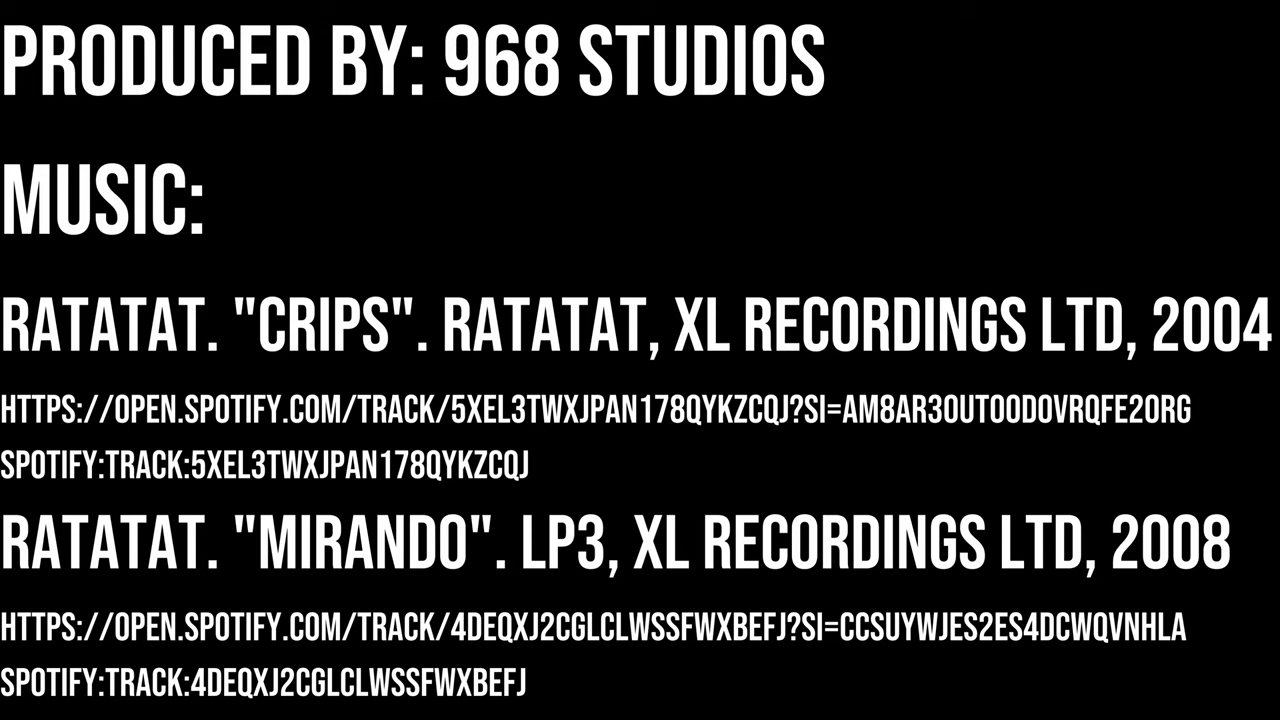 PRODUCED BY: 968 STUDIOS
MUSIC:
RATATAT. "CRIPS". RATATAT, XL RECORDINGS LTD, 2004
HTTPS://OPEN.SPOTIFY.COM/TRACK/5XEL3TWXJPAN178QYKZCQJ?SI=AM8AR3OUTOODOVRQFE2ORG
SPOTIFY:TRACK:5XEL3TWXJPAN178QYKZCQJ
RATATAT. "MIRANDO". LP3, XL RECORDINGS LTD, 2008
HTTPS://OPEN.SPOTIFY.COM/TRACK/4DEQXJ2CGLCLWSSFWXBEFJ?SI=CCSUYWJES2ES4DCWQVNHLA
SPOTIFY:TRACK:4DEQXJ2CGLCLWSSFWXBEFJ